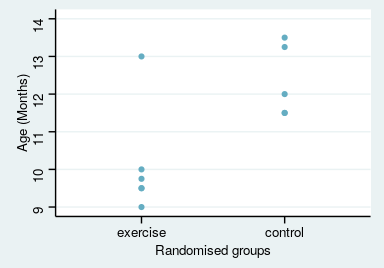 Age (Months)
14
13
12
11
10
9
exercise control
Randomised groups